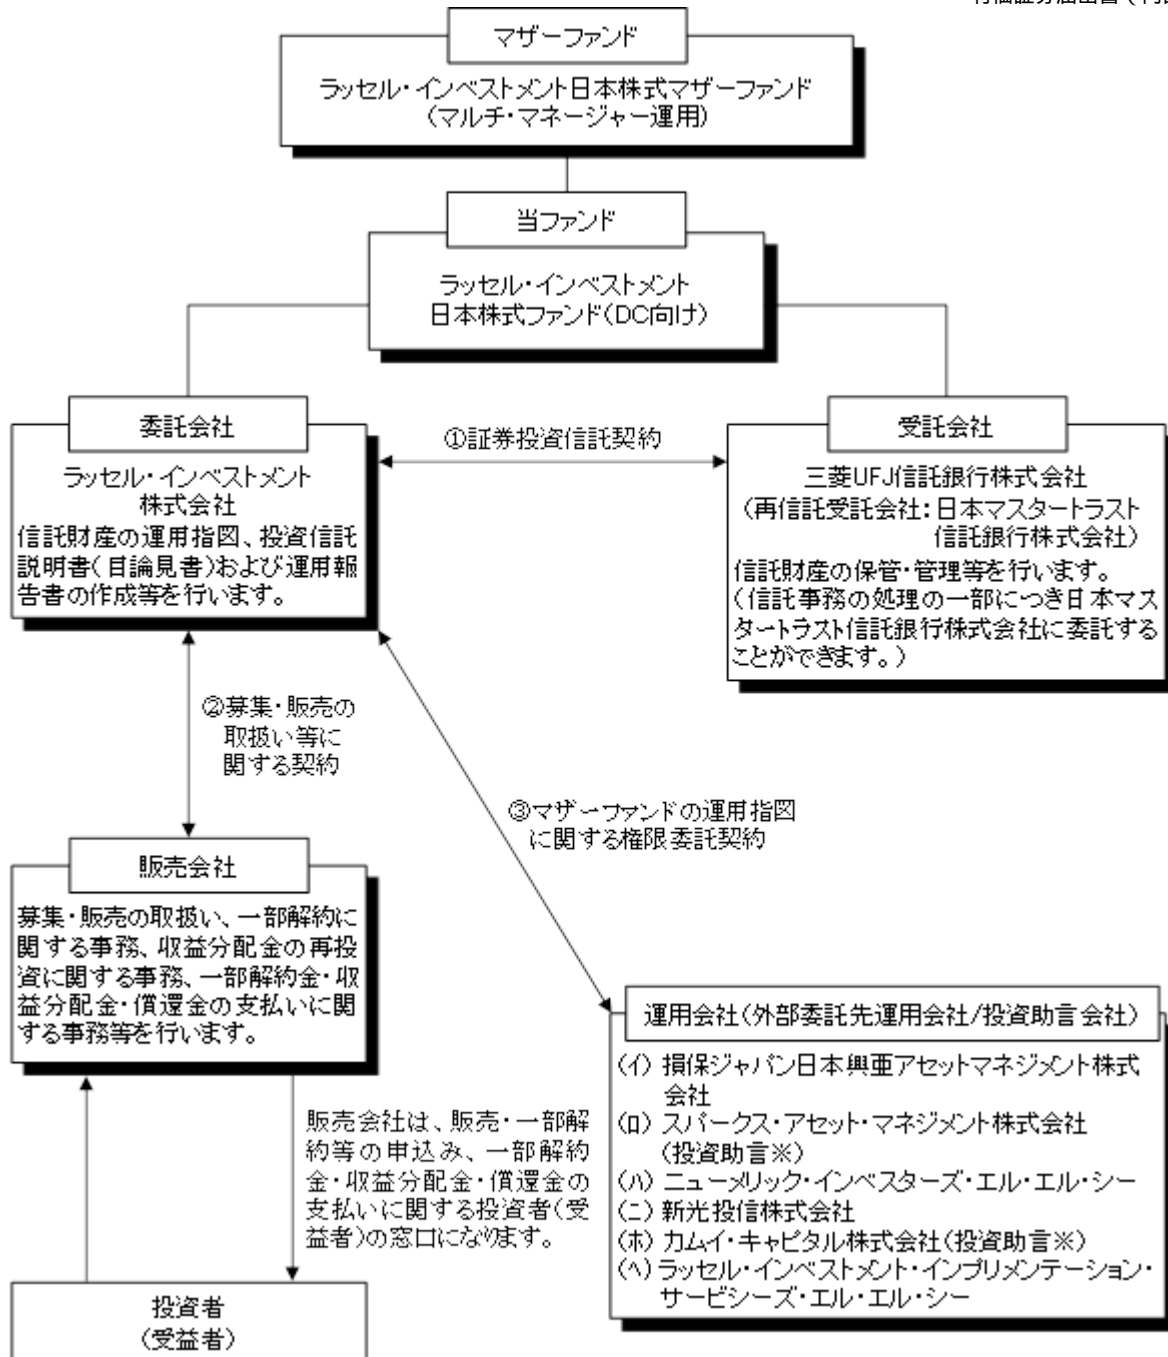 マザーファンド
ラッセル・インベストメント日本株式マザーファンド
(マルチ・マネージャー運用)
当ファンド
ラッセル・インベストメント
日本株式ファンド(DC向け)
委託会社
ラッセル・インベストメント
株式会社
信託財産の運用指図、投資信託
説明書(目論見書)および運用報
告書の作成等を行います。
①証券投資信託契約
受託会社
三菱UFJ信託銀行株式会社
(再信託受託会社:日本マスタートラスト
信託銀行株式会社)
信託財産の保管・管理等を行います。
(信託事務の処理の一部につき日本マス
タートラスト信託銀行株式会社に委託する
ことができます。)
②募集・販売の
取扱い等に
関する契約
③マザーファンドの運用指図
に関する権限委託契約
販売会社
募集・販売の取扱い、一部解約に
関する事務、収益分配金の再投
資に関する事務、一部解約金・収
益分配金・償還金の支払いに関
する事務等を行います。
販売会社は、販売・一部解
約等の申込み、一部解約
金・収益分配金・償還金の
支払いに関する投資者(受
益者)の窓口になります。
運用会社(外部委託先運用会社/投資助言会社)
(イ) 損保ジャパン日本興亜アセットマネジメント株式
会社
(ロ) スパークス・アセット・マネジメント株式会社
(投資助言※)
(ハ) ニューメリック・インベスターズ・エル・エル・シー
(ニ) 新光投信株式会社
(ホ) カムイ・キャピタル株式会社(投資助言※)
(ヘ) ラッセル・インベストメント・インプリメンテーション・
サービシーズ・エル・エル・シー
投資者
(受益者)